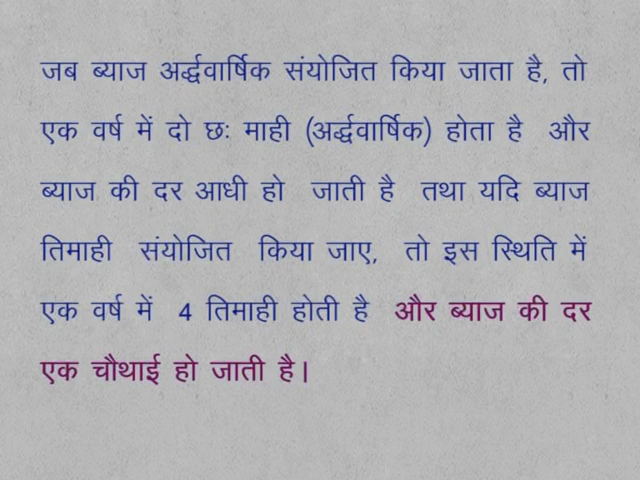 जब ब्याज अर्द्धवार्षिक संयोजित किया जाता है, तो
एक वर्ष में दो छः माही (अर्द्धवार्षिक) होता है और
ब्याज की दर आधी हो जाती है तथा यदि ब्याज
तिमाही संयोजित किया जाए, तो इस स्थिति में
एक वर्ष में 4 तिमाही होती है और ब्याज की दर
एक चौथाई हो जाती है।